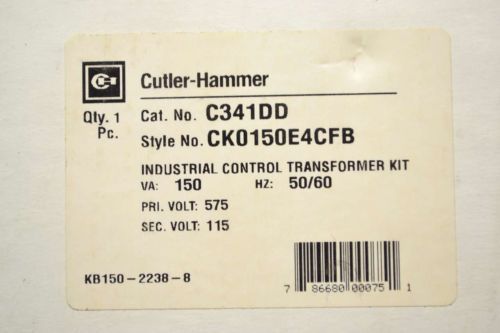 Cutler-Hammer
Qty. 1 Pc.
Cat. No. C341DD
Style No. CK0150E4CFB
INDUSTRIAL CONTROL TRANSFORMER KIT
VA: 150 HZ: 50/60
PRI. VOLT: 575
SEC. VOLT: 115
KB150-2238-8
7 86680 00075 1